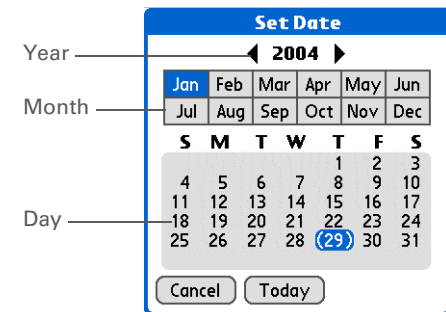 Set Date
Year
2004
Jan Feb Mar Apr May Jun
Month
Jul Aug Sep Oct Nov Dec
S M T W T F S
1 2 3
4 5 6 7 8 9 10
11 12 13 14 15 16 17
Day
18 19 20 21 22 23 24
25 26 27 28 (29) 30 31
Cancel Today